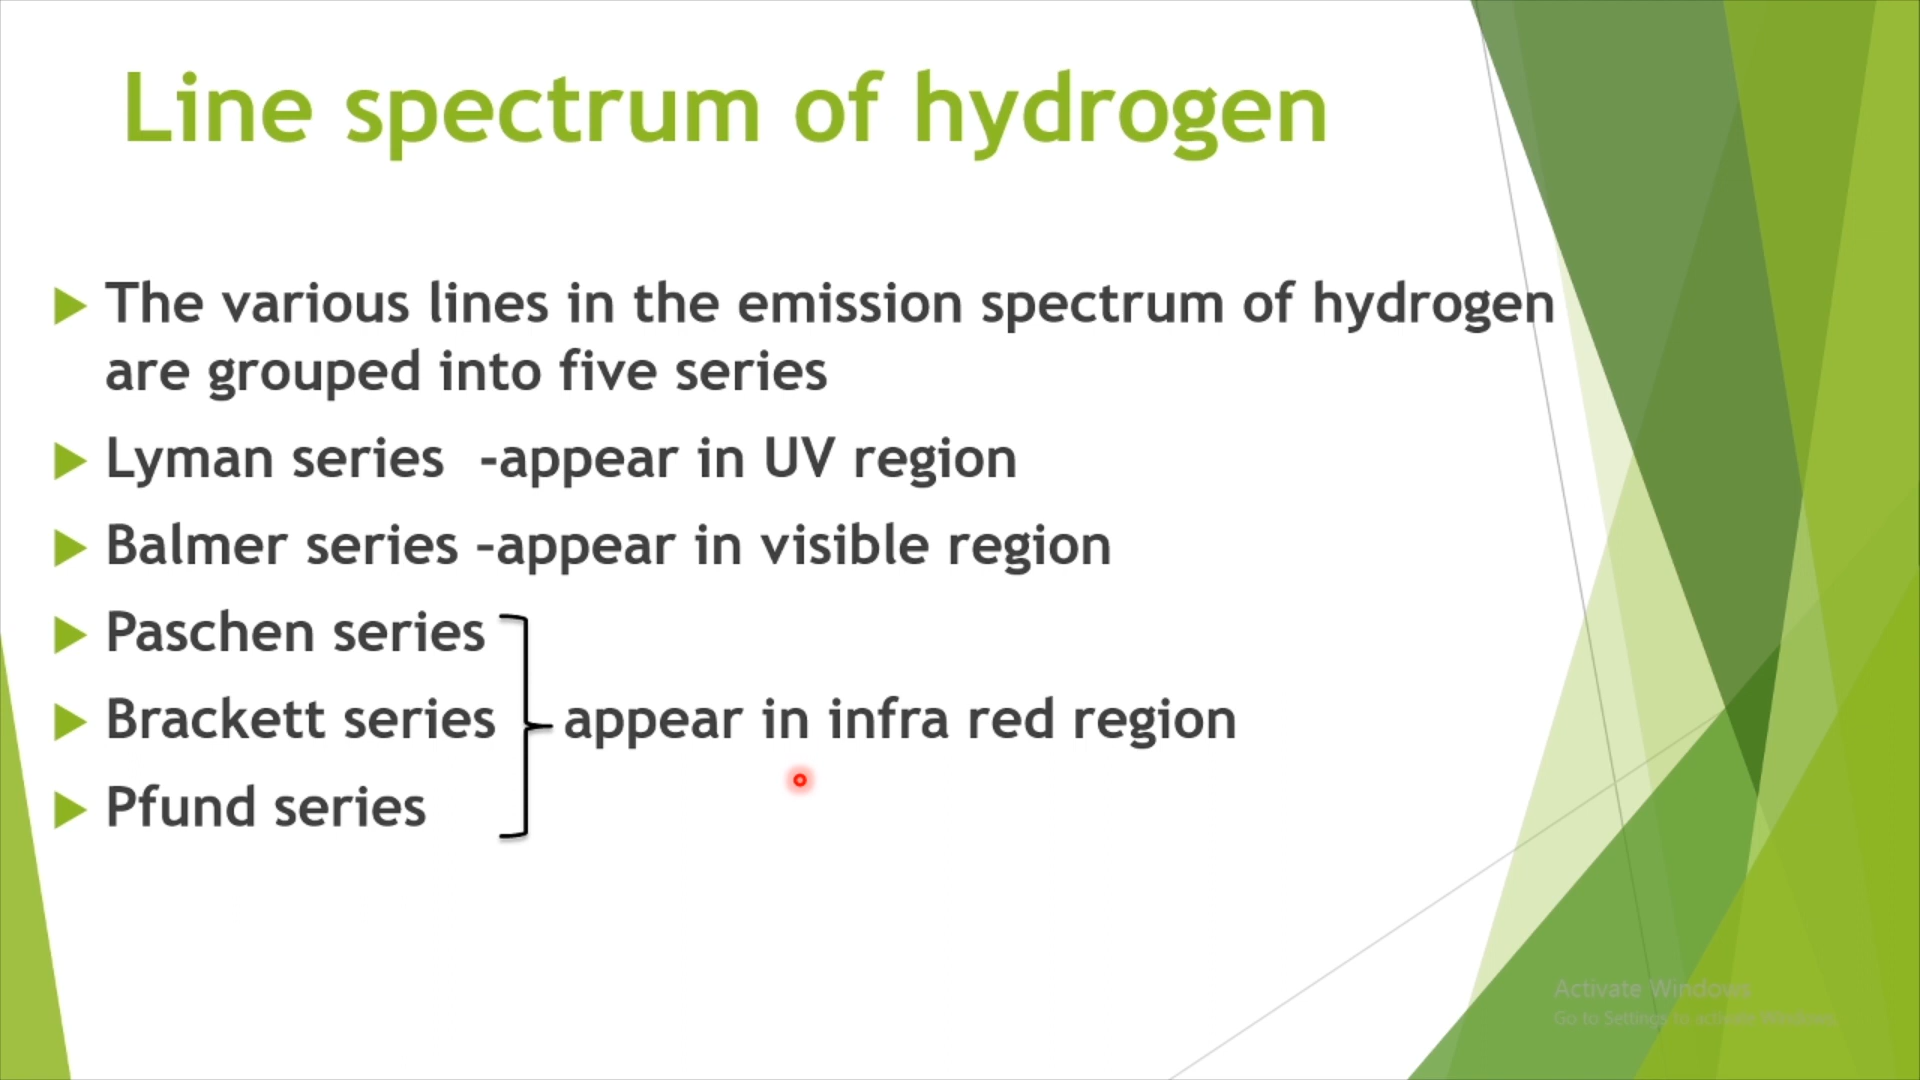 Line spectrum of hydrogen
The various lines in the emission spectrum of hydrogen
are grouped into five series
Lyman series -appear in UV region
Balmer series -appear in visible region
Paschen series
Brackett series appear in infra red region
Pfund series
Activate Windows
Go to Settings to activate Windows.